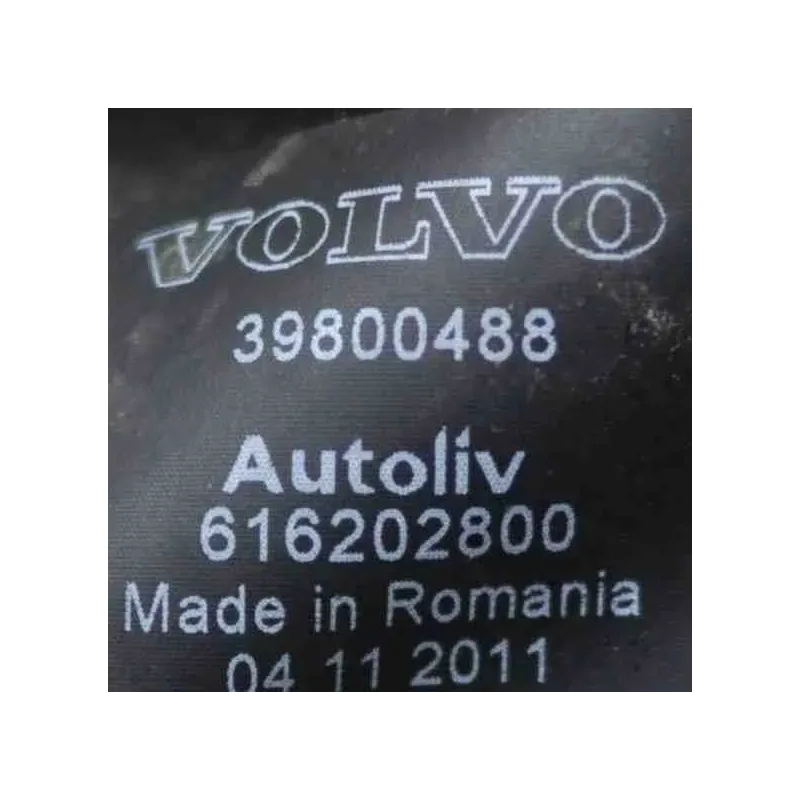 VOLVO
39800488
Autoliv
616202800
Made in Romania
04 11 2011